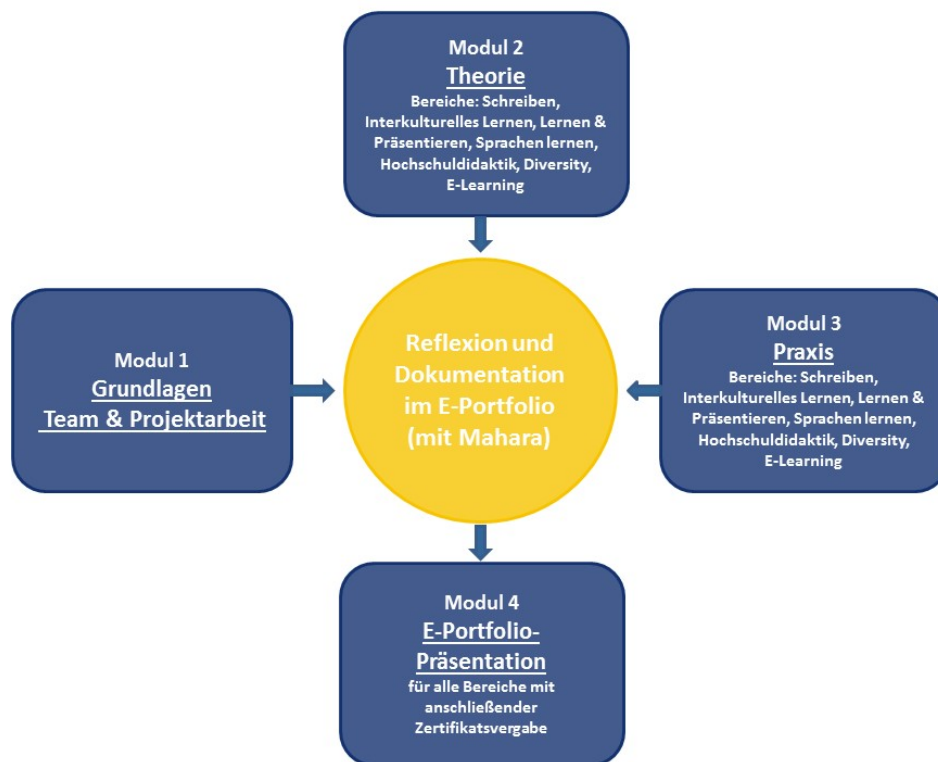 Modul 2
Theorie
Bereiche: Schreiben,
Interkulturelles Lernen, Lernen &
Präsentieren, Sprachen lernen,
Hochschuldidaktik, Diversity,
E-Learning
Modul 1
Grundlagen
Team & Projektarbeit
Reflexion und
Dokumentation
im E-Portfolio
(mit Mahara)
Modul 3
Praxis
Bereiche: Schreiben,
Interkulturelles Lernen, Lernen &
Präsentieren, Sprachen lernen,
Hochschuldidaktik, Diversity,
E-Learning
Modul 4
E-Portfolio-
Präsentation
für alle Bereiche mit
anschließender
Zertifikatsvergabe